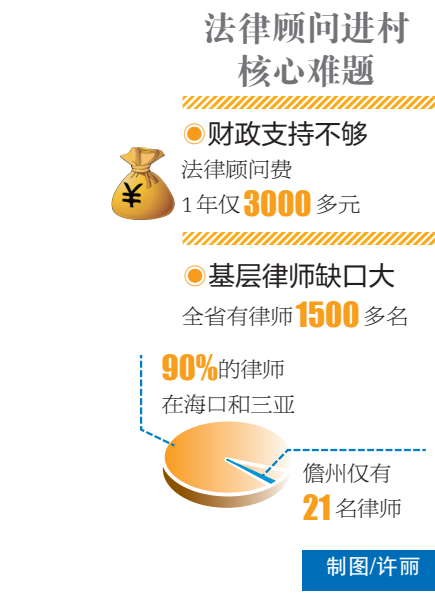 法律顾问进村
核心难题
财政支持不够
法律顾问费
1年仅3000多元
¥
基层律师缺口大
全省有律师1500多名
90%的律师
在海口和三亚
儋州仅有
21名律师
制图/许丽